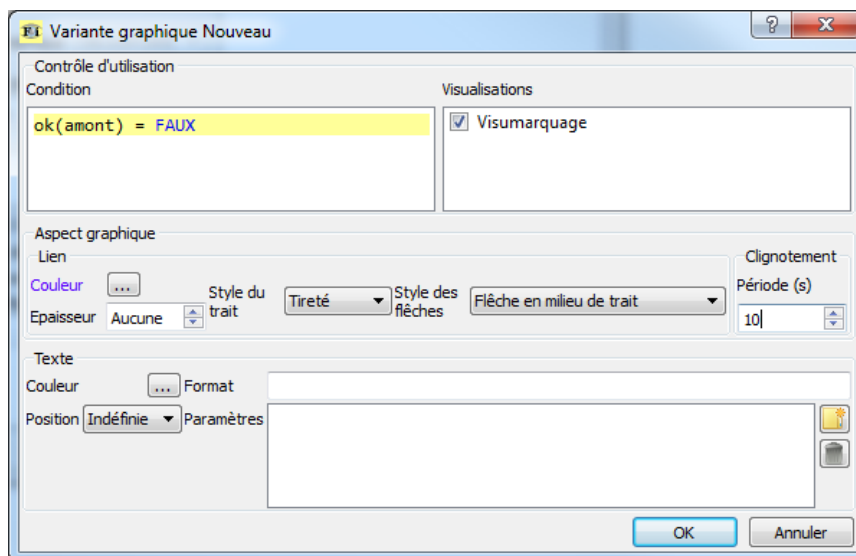 Variante graphique Nouveau
Contrôle d'utilisation
Condition
Visualisations
ok(amont) = FAUX
Visumarquage
Aspect graphique
Lien
Clignotement
Couleur ...
Style du trait
Tireté
Style des flêches
Flêche en milieu de trait
Période (s)
Epaisseur Aucune
10
Texte
Couleur ... Format
Position Indéfinie Paramètres
OK
Annuler